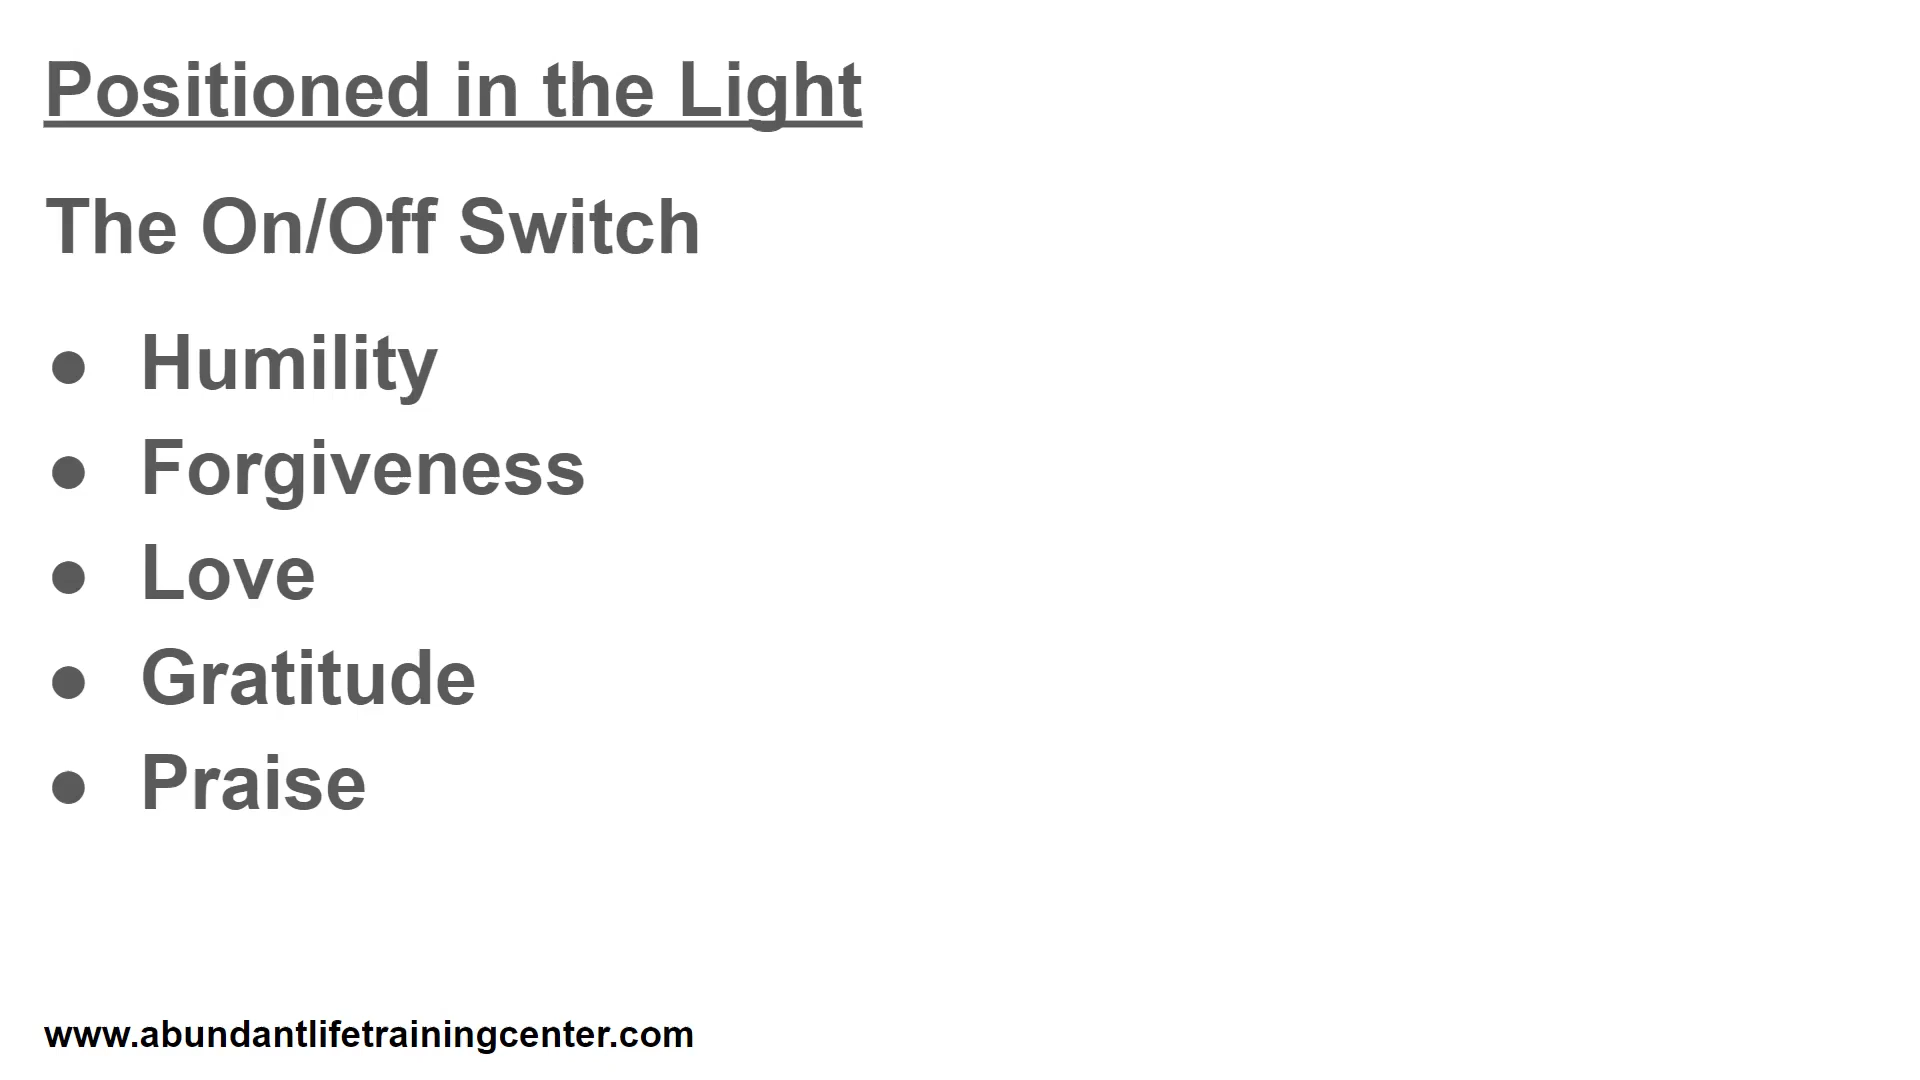 Positioned in the Light
The On/Off Switch
● Humility
● Forgiveness
● Love
● Gratitude
● Praise
www.abundantlifetrainingcenter.com